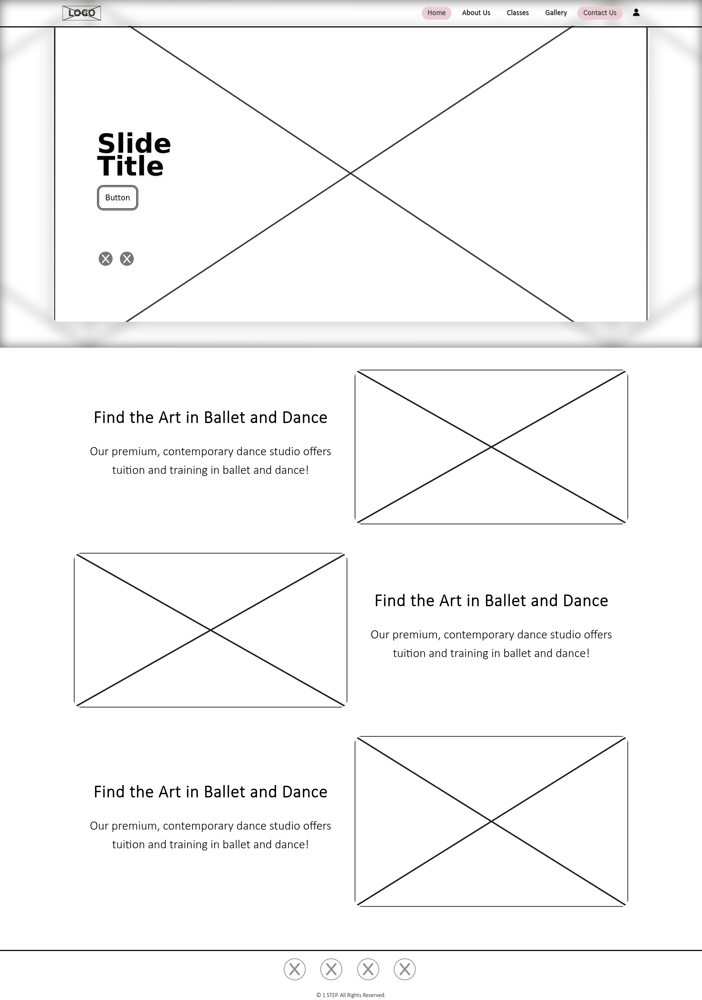 LOGO
Home About Us Classes Gallery Contact Us
Slide
Title
Button
Find the Art in Ballet and Dance
Our premium, contemporary dance studio offers
tuition and training in ballet and dance!
Find the Art in Ballet and Dance
Our premium, contemporary dance studio offers
tuition and training in ballet and dance!
Find the Art in Ballet and Dance
Our premium, contemporary dance studio offers
tuition and training in ballet and dance!
© 1 STEP. All Rights Reserved.